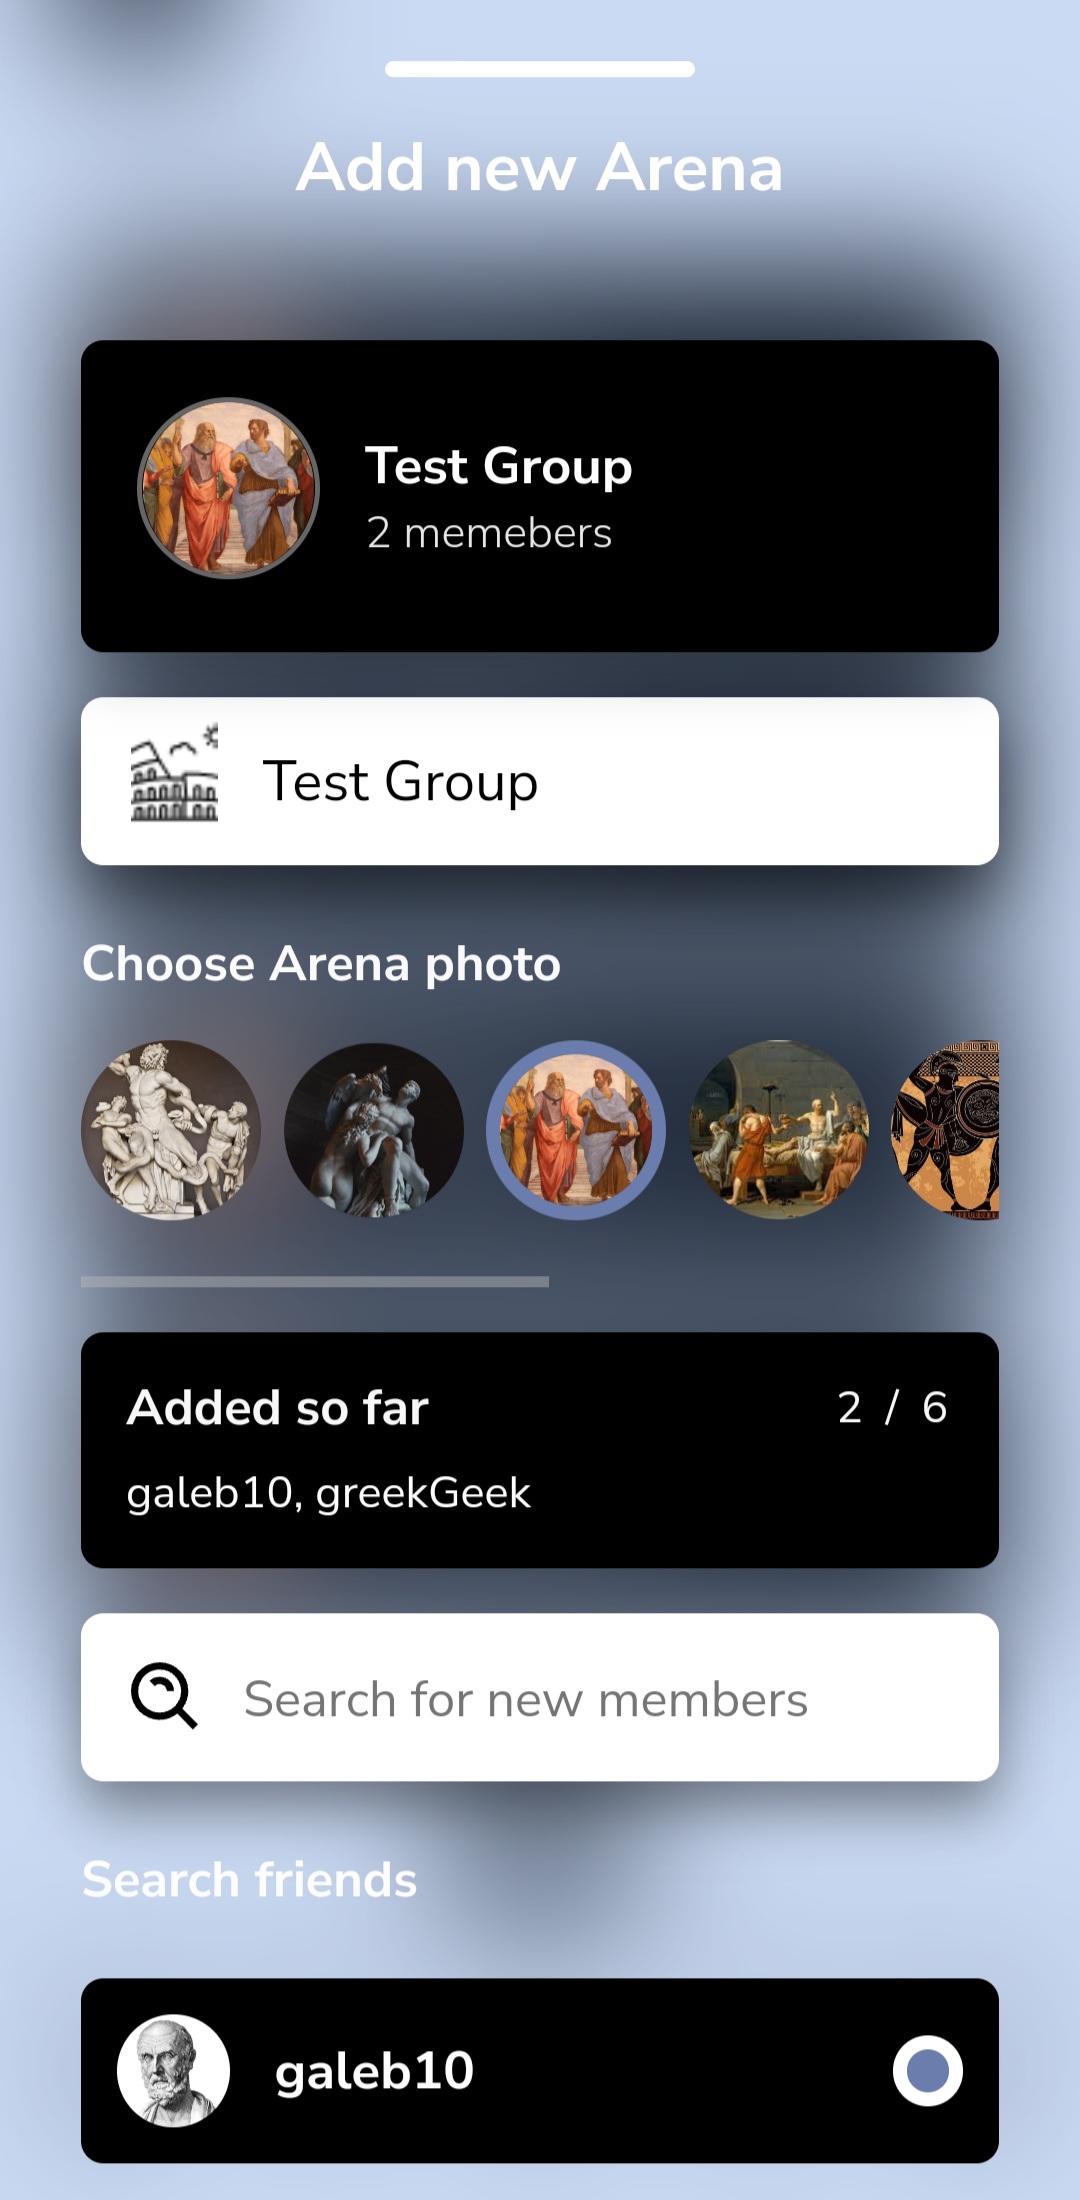 Add new Arena
Test Group
2 memebers
Test Group
Choose Arena photo
Added so far
2 / 6
galeb10, greekGeek
Search for new members
Search friends
galeb10